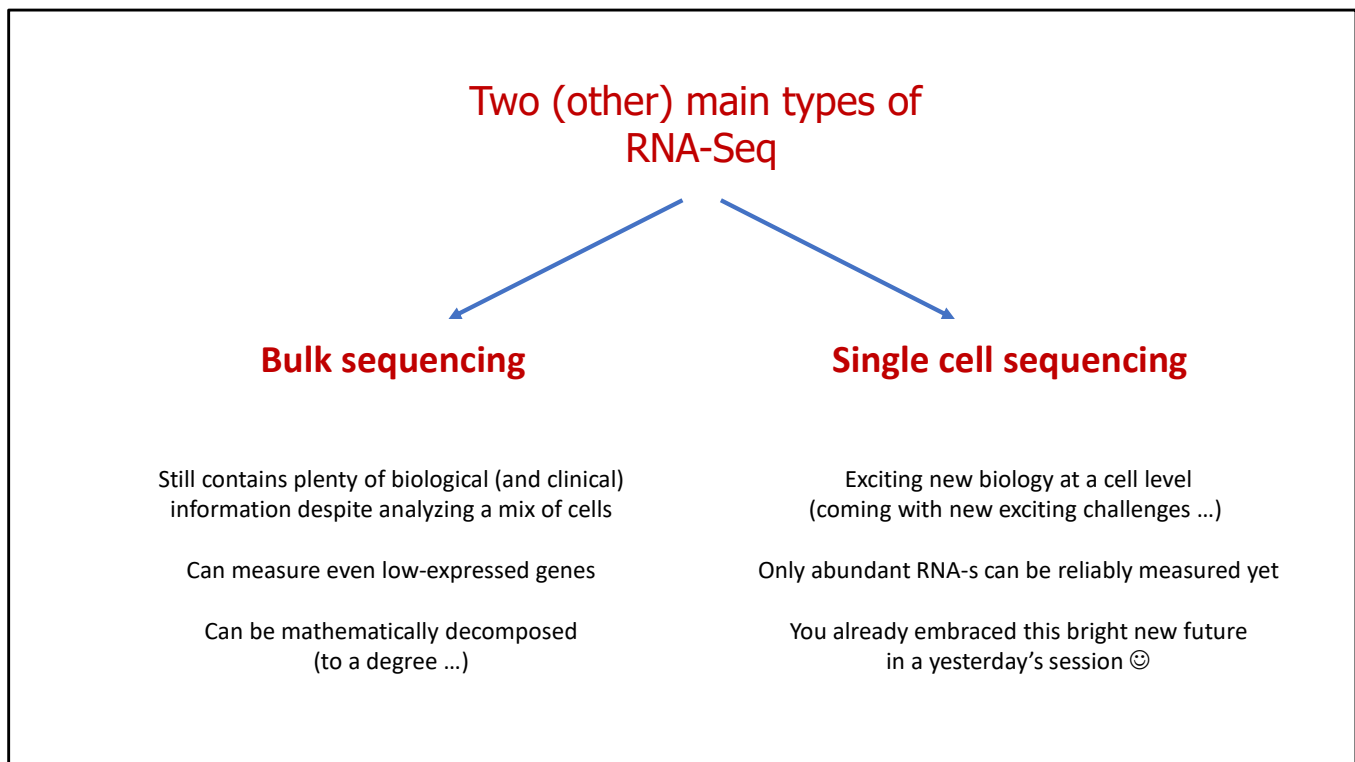 Two (other) main types of
RNA-Seq
Bulk sequencing
Still contains plenty of biological (and clinical)
information despite analyzing a mix of cells
Can measure even low-expressed genes
Can be mathematically decomposed
(to a degree …)
Single cell sequencing
Exciting new biology at a cell level
(coming with new exciting challenges …)
Only abundant RNA-s can be reliably measured yet
You already embraced this bright new future
in a yesterday’s session ☺